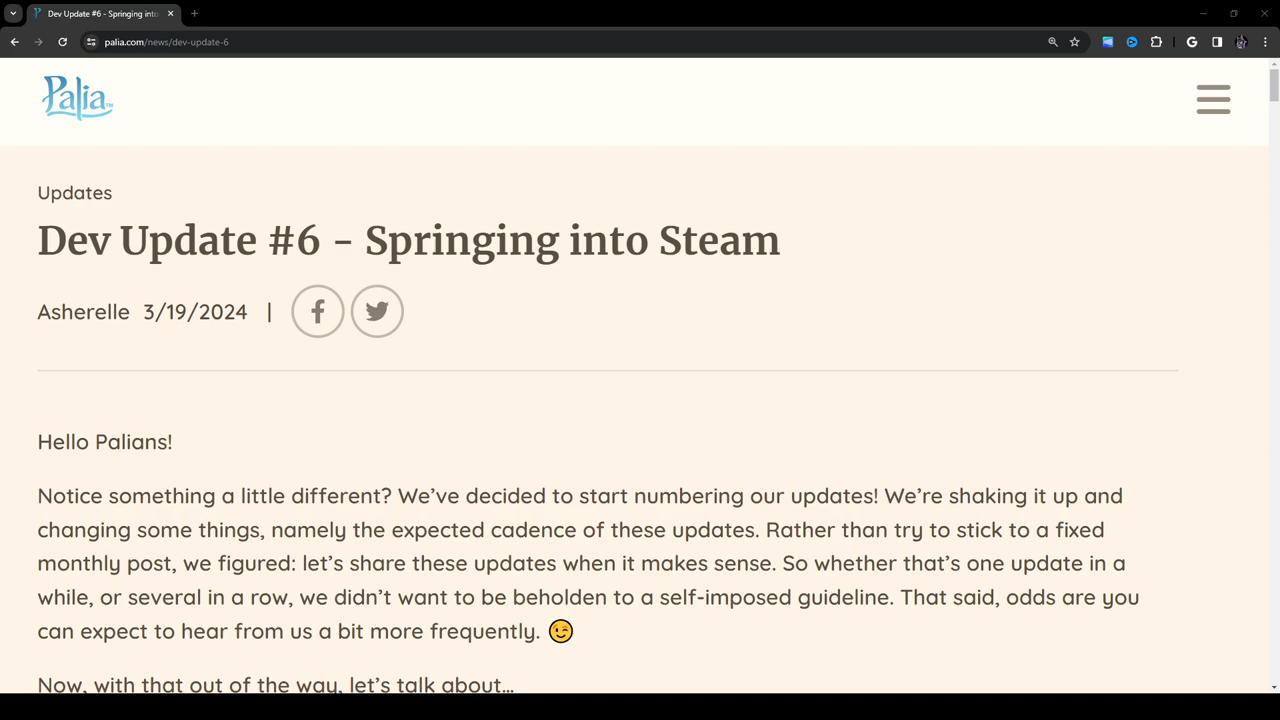 Dev Update #6 - Springing into
palia.com/news/dev-update-6
Palia™
Updates
Dev Update #6 - Springing into Steam
Asherelle 3/19/2024 |
Hello Palians!
Notice something a little different? We’ve decided to start numbering our updates! We’re shaking it up and
changing some things, namely the expected cadence of these updates. Rather than try to stick to a fixed
monthly post, we figured: let’s share these updates when it makes sense. So whether that’s one update in a
while, or several in a row, we didn’t want to be beholden to a self-imposed guideline. That said, odds are you
can expect to hear from us a bit more frequently. 😉
Now, with that out of the way, let’s talk about…